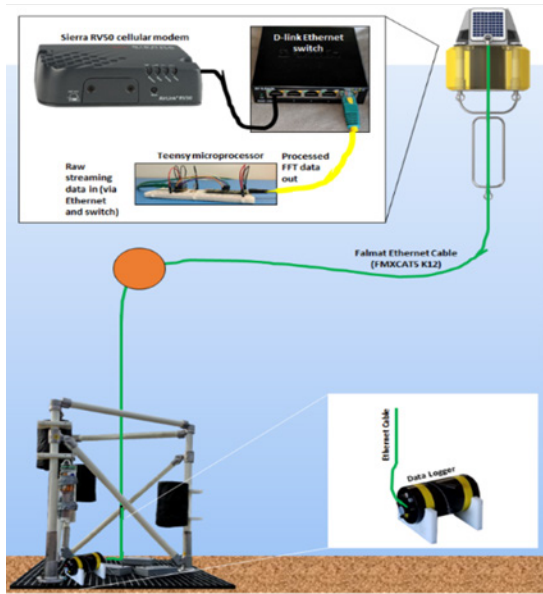 Sierra RV50 cellular modem
D-link Ethernet
switch
Teensy microprocessor
Raw
streaming
data in (via
Ethernet
and switch)
Processed
FFT data
out
Falmat Ethernet Cable
(FMXCAT5 K12)
Ethernet Cable
Data Logger